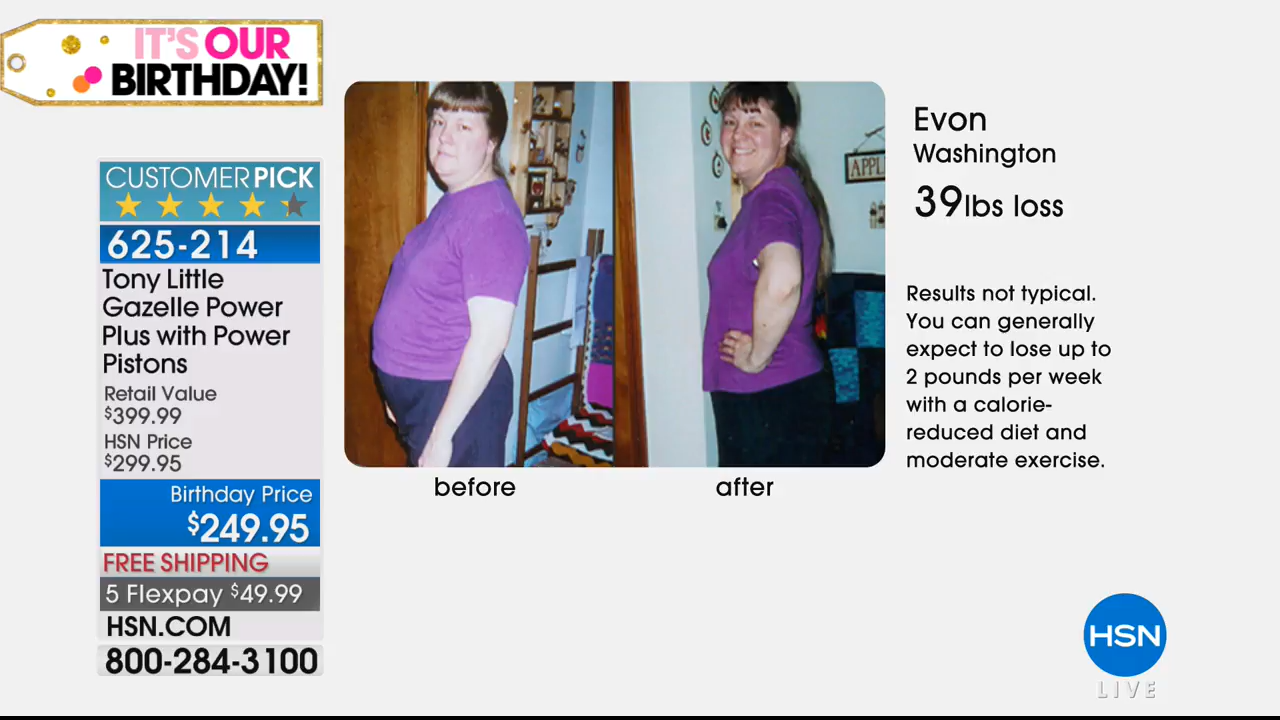 IT'S OUR
BIRTHDAY!
CUSTOMER PICK
625-214
Tony Little
Gazelle Power
Plus with Power
Pistons
Retail Value
$399.99
HSN Price
$299.95
Birthday Price
$249.95
FREE SHIPPING
5 Flexpay $49.99
HSN.COM
800-284-3100
APPL
before
after
Evon
Washington
39lbs loss
Results not typical.
You can generally
expect to lose up to
2 pounds per week
with a calorie-
reduced diet and
moderate exercise.
HSN
LIVE